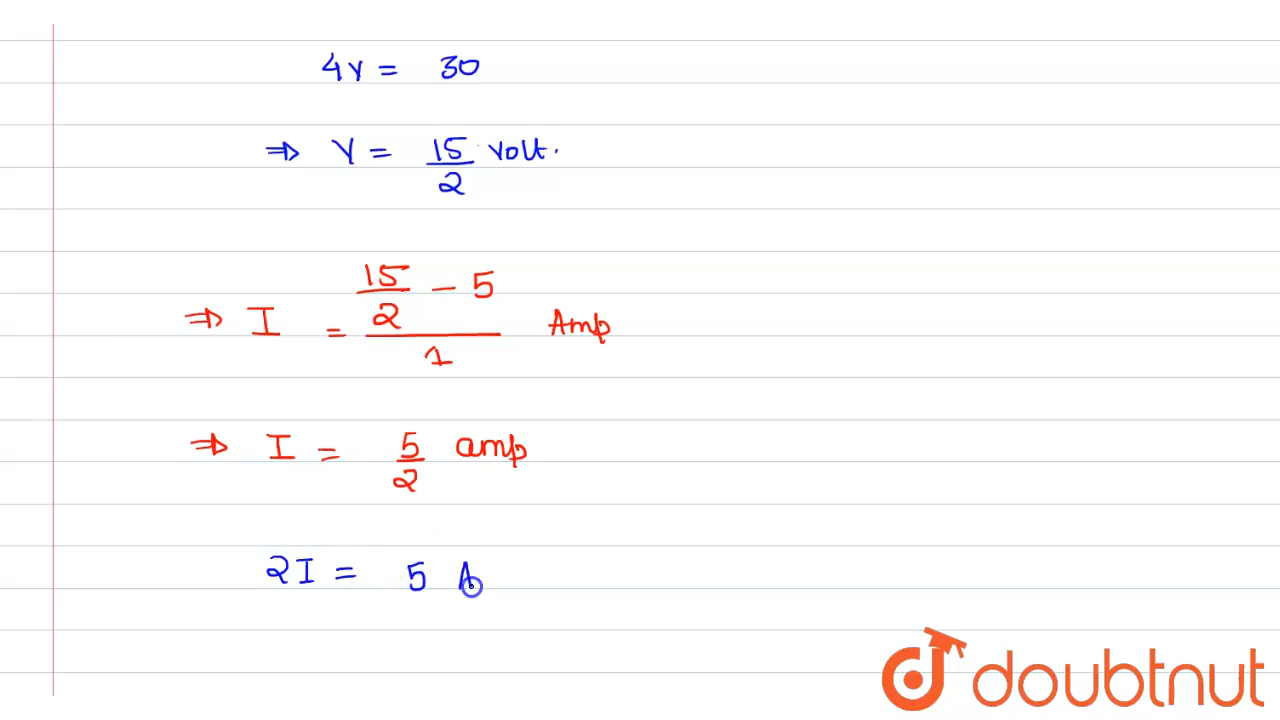 4V = 30
⇒ V = 15/2 volt.
⇒ I = (15/2 - 5)/1 Amp
⇒ I = 5/2 amp
2I = 5 A
doubtnut